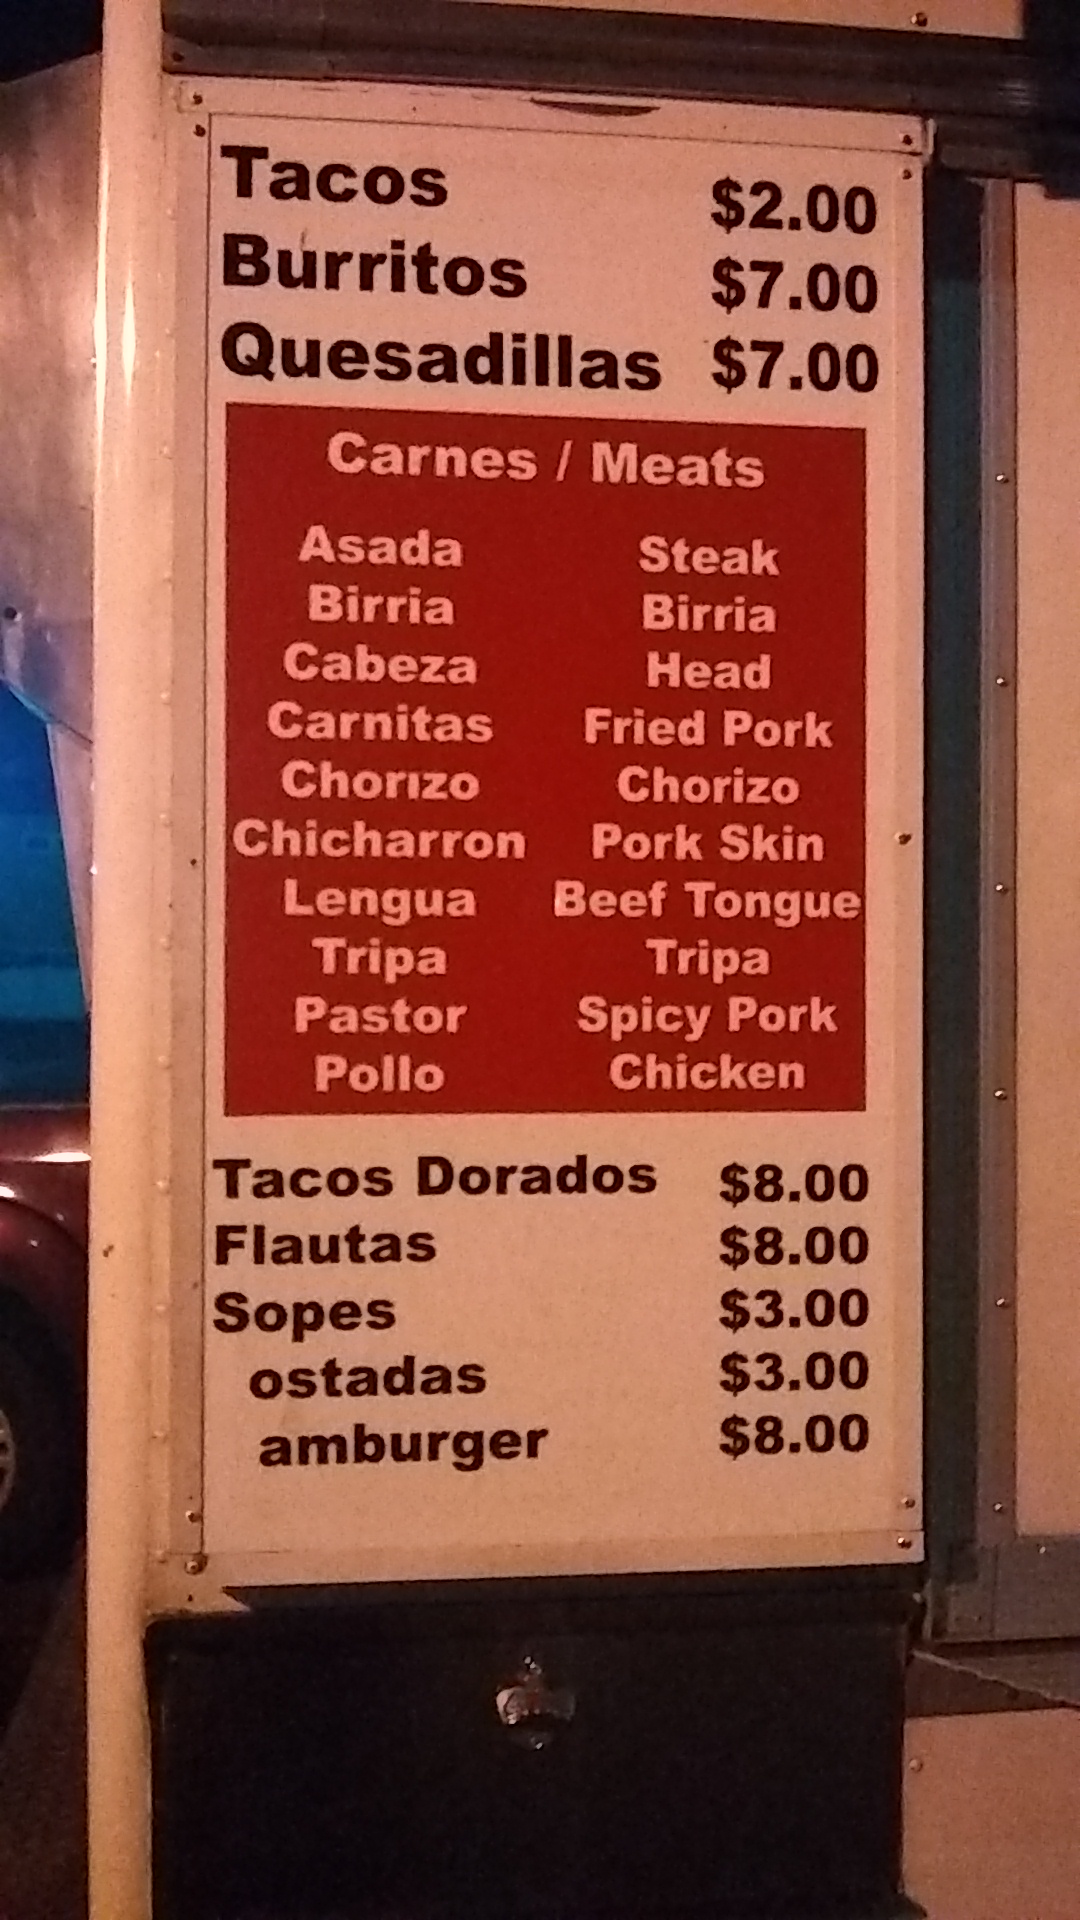 Tacos $2.00
Burritos $7.00
Quesadillas $7.00
Carnes / Meats
Asada Steak
Birria Birria
Cabeza Head
Carnitas Fried Pork
Chorizo Chorizo
Chicharron Pork Skin
Lengua Beef Tongue
Tripa Tripa
Pastor Spicy Pork
Pollo Chicken
Tacos Dorados $8.00
Flautas $8.00
Sopes $3.00
ostadas $3.00
amburger $8.00